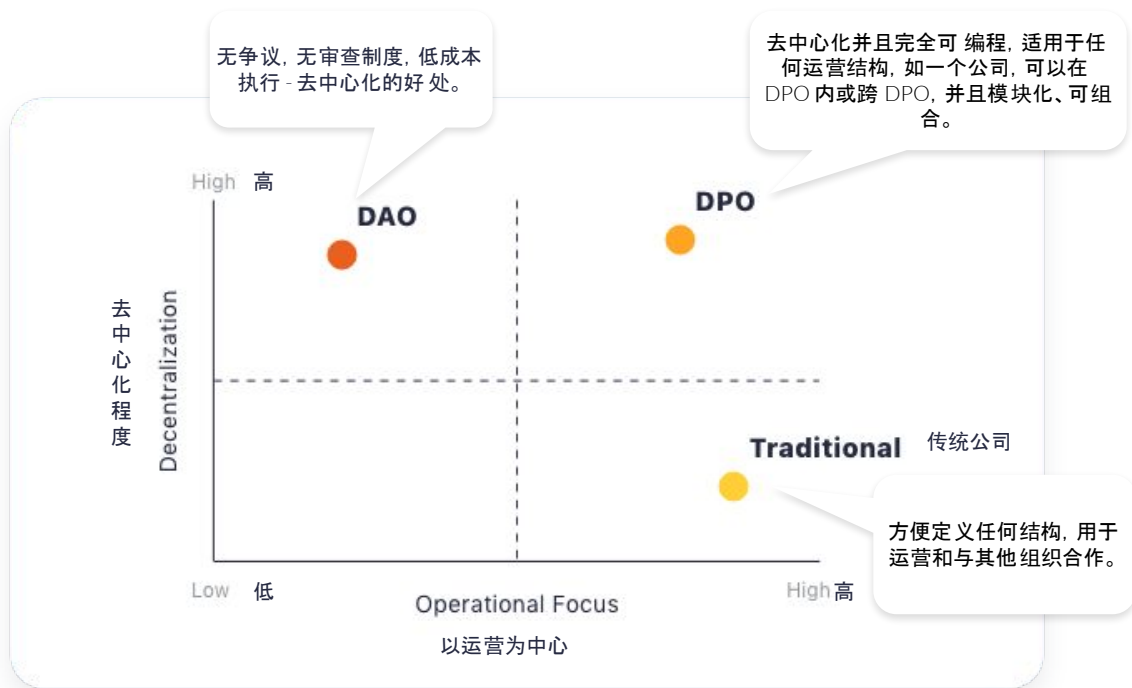 无争议, 无审查制度, 低成本
执行 - 去中心化的好 处。
去中心化并且完全可 编程, 适用于任
何运营结构, 如一个公司, 可以在
DPO 内或跨 DPO, 并且模块化、可组
合。
High 高
DAO
DPO
去中心化程度
Decentralization
Traditional 传统公司
方便定义任何结构, 用于
运营和与其他 组织合作。
Low 低
High 高
Operational Focus
以运营为中心